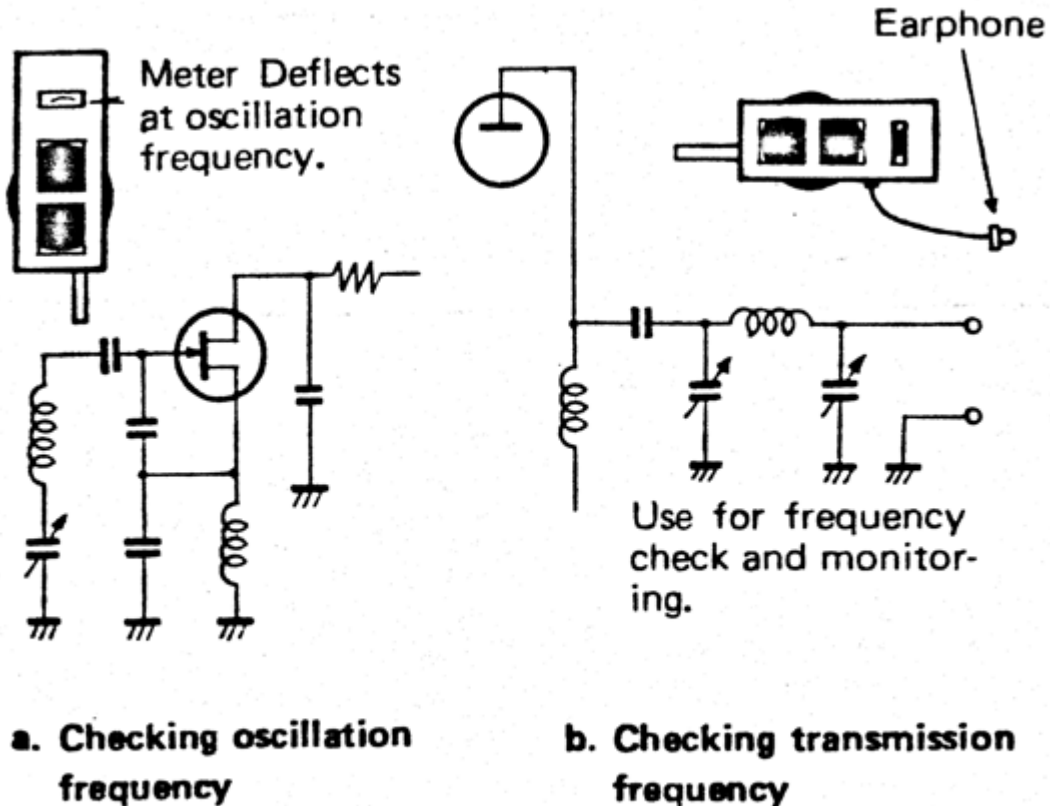 Earphone
Meter Deflects
at oscillation
frequency.
Use for frequency
check and monitor-
ing.
a. Checking oscillation
frequency
b. Checking transmission
frequency